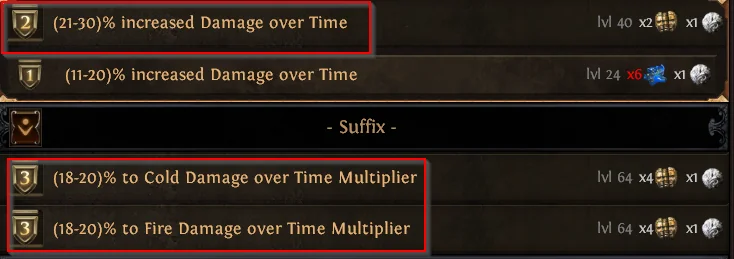 2 (21-30)% increased Damage over Time lvl 40 x2 x1
1 (11-20)% increased Damage over Time lvl 24 x6 x1
- Suffix -
3 (18-20)% to Cold Damage over Time Multiplier lvl 64 x4 x1
3 (18-20)% to Fire Damage over Time Multiplier lvl 64 x4 x1